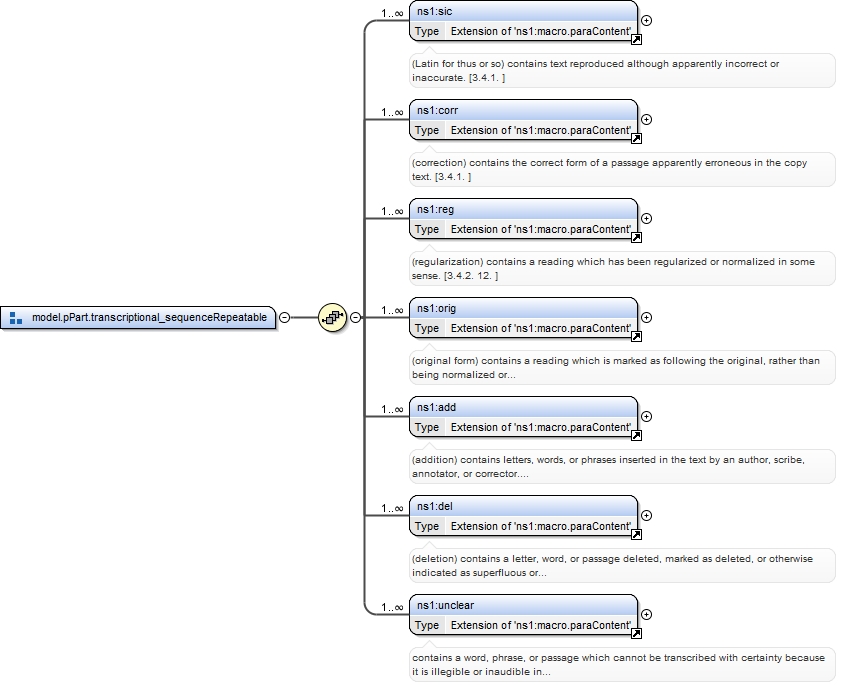 1..∞
ns1:sic
Type Extension of 'ns1:macro.paraContent'
(Latin for thus or so) contains text reproduced although apparently incorrect or
inaccurate. [3.4.1. ]
1..∞
ns1:corr
Type Extension of 'ns1:macro.paraContent'
(correction) contains the correct form of a passage apparently erroneous in the copy
text. [3.4.1. ]
1..∞
ns1:reg
Type Extension of 'ns1:macro.paraContent'
(regularization) contains a reading which has been regularized or normalized in some
sense. [3.4.2. 12. ]
model.pPart.transcriptional_sequenceRepeatable
1..∞
ns1:orig
Type Extension of 'ns1:macro.paraContent'
(original form) contains a reading which is marked as following the original, rather than
being normalized or...
1..∞
ns1:add
Type Extension of 'ns1:macro.paraContent'
(addition) contains letters, words, or phrases inserted in the text by an author, scribe,
annotator, or corrector....
1..∞
ns1:del
Type Extension of 'ns1:macro.paraContent'
(deletion) contains a letter, word, or passage deleted, marked as deleted, or otherwise
indicated as superfluous or...
1..∞
ns1:unclear
Type Extension of 'ns1:macro.paraContent'
contains a word, phrase, or passage which cannot be transcribed with certainty because
it is illegible or inaudible in...